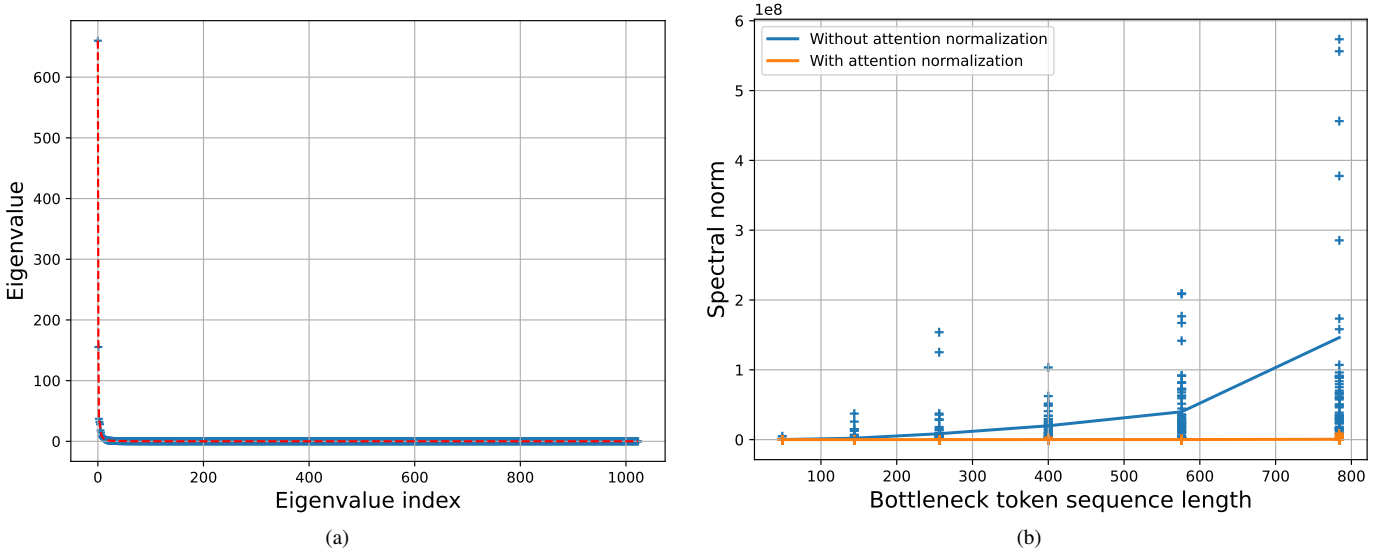 Eigenvalue
600
500
400
300
200
100
0
0 200 400 600 800 1000
Eigenvalue index
(a)
1e8
Spectral norm
6
5
4
3
2
1
0
Without attention normalization
With attention normalization
100 200 300 400 500 600 700 800
Bottleneck token sequence length
(b)